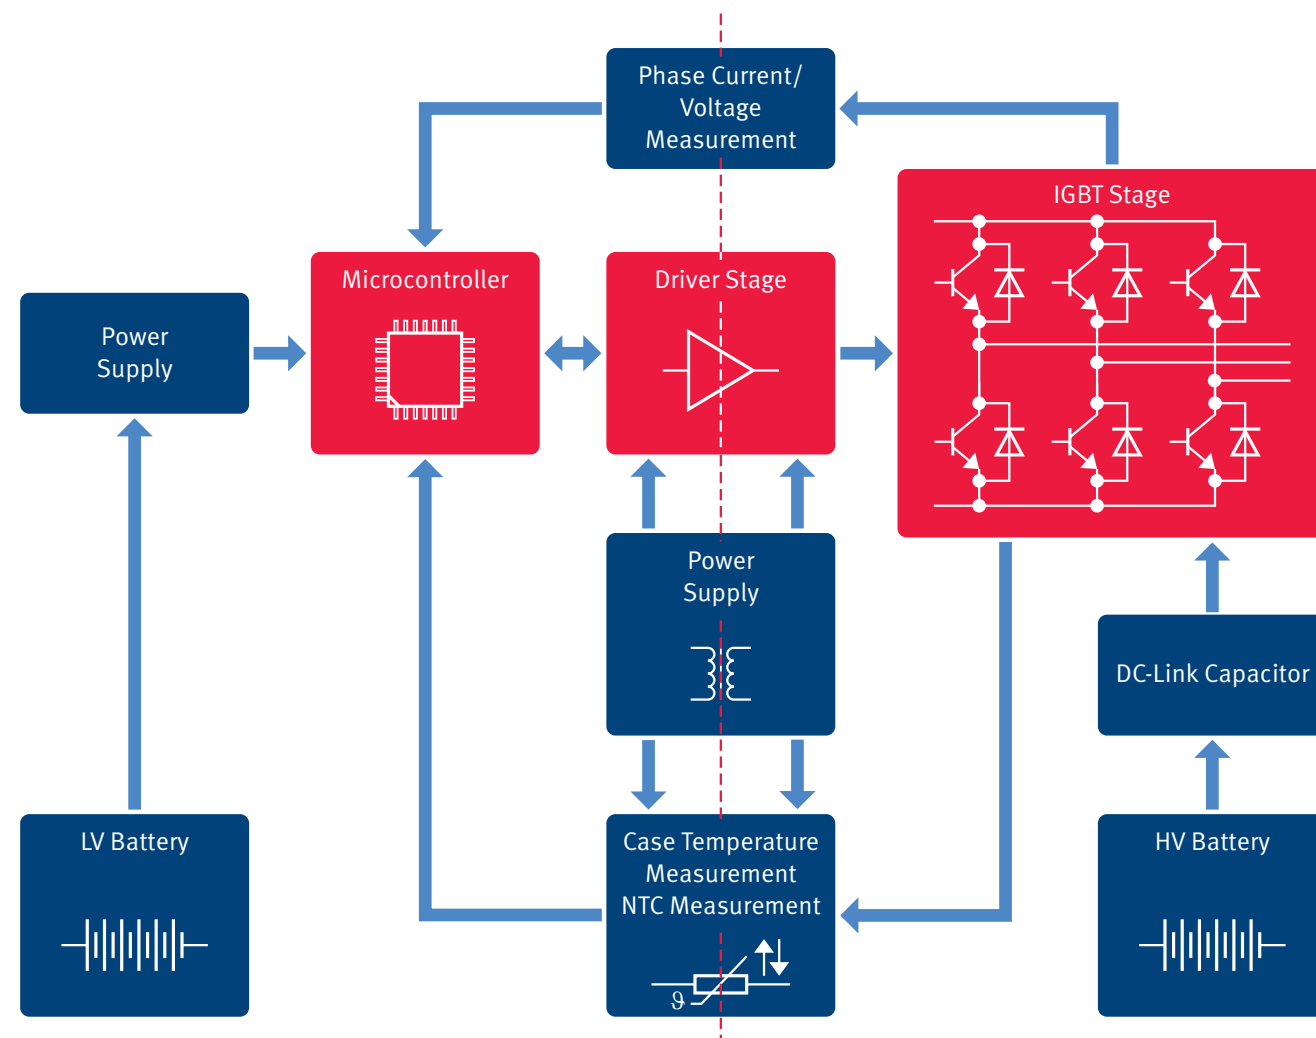 Phase Current/
Voltage
Measurement
IGBT Stage
Microcontroller
Driver Stage
Power
Supply
Power
Supply
DC-Link Capacitor
LV Battery
Case Temperature
Measurement
NTC Measurement
ϑ
HV Battery